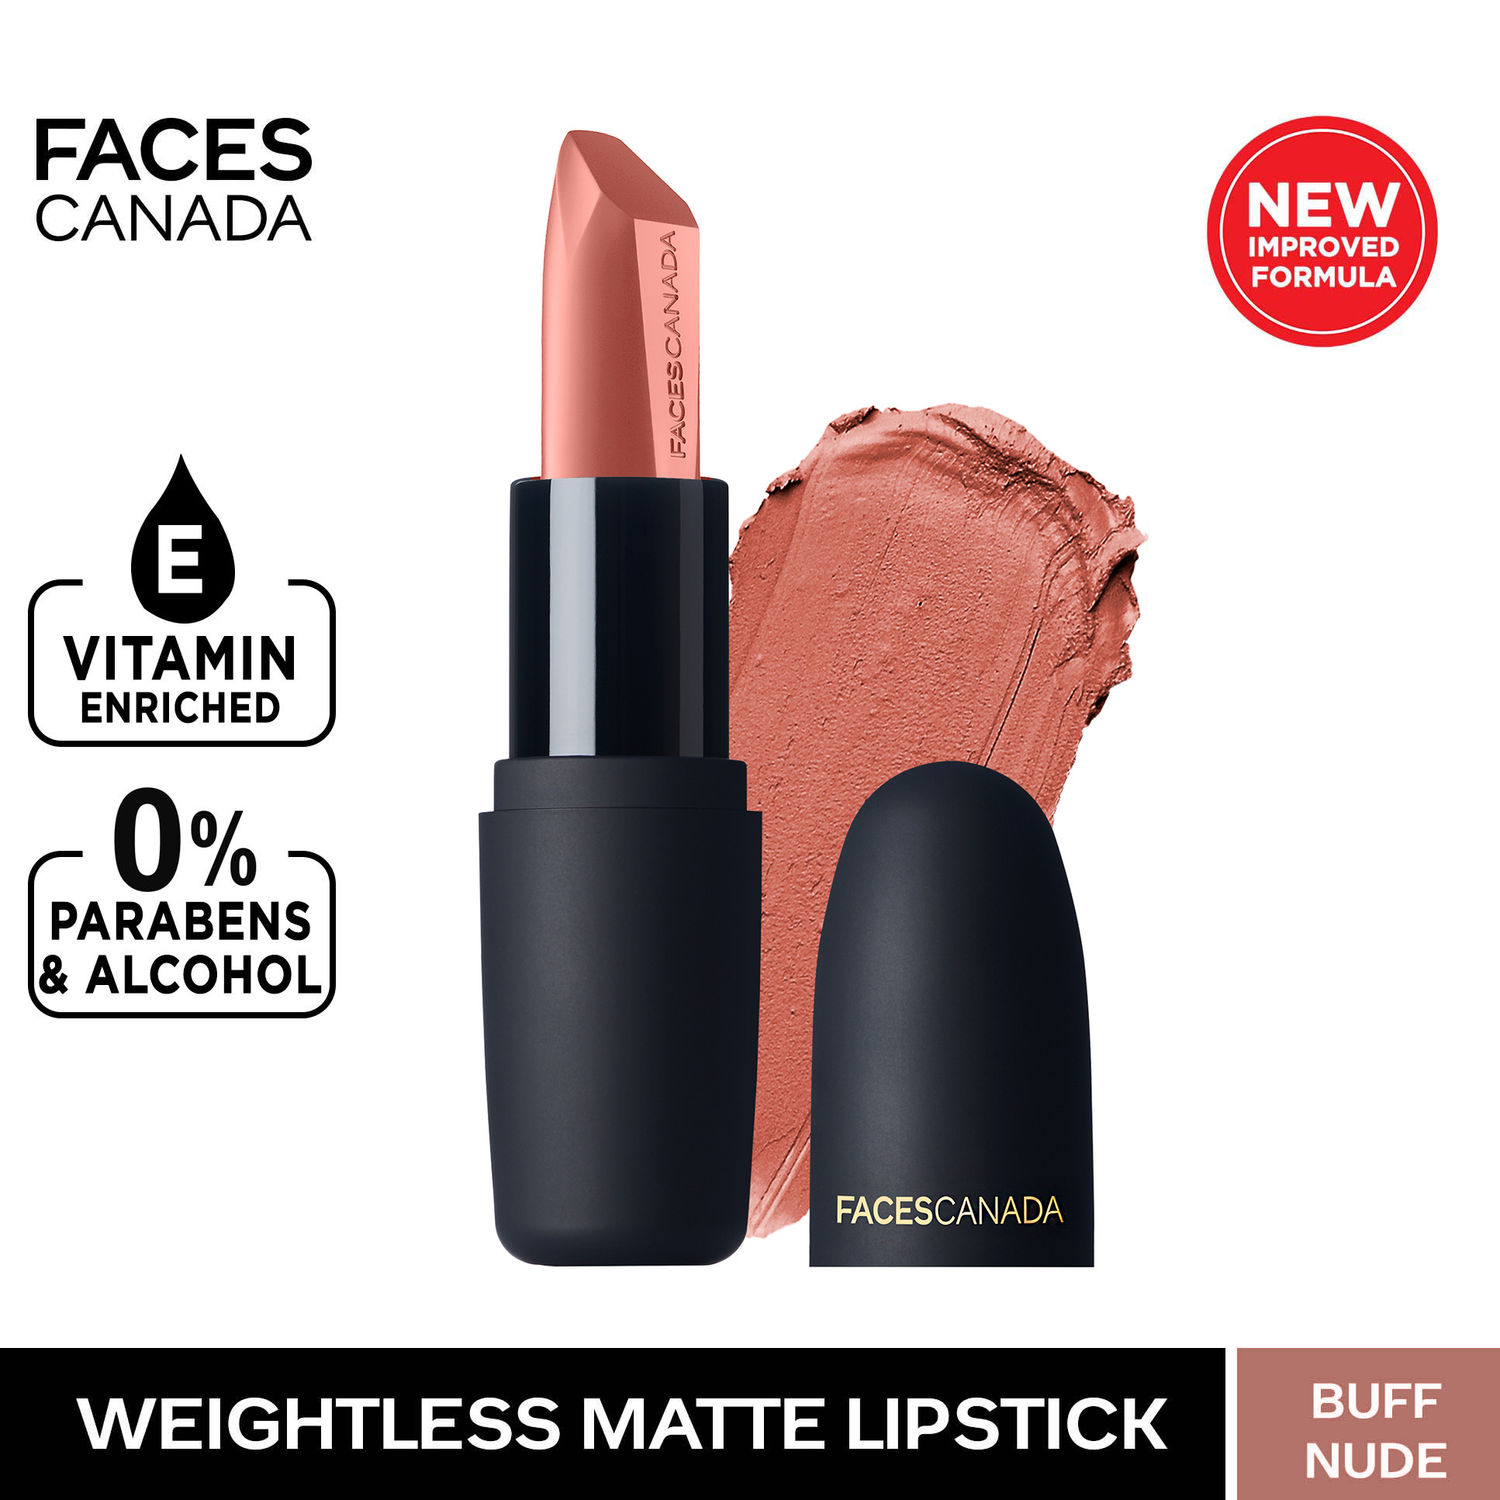 FACES
CANADA
NEW
IMPROVED
FORMULA
FACESCANADA
E
VITAMIN
ENRICHED
0%
PARABENS
& ALCOHOL
FACESCANADA
WEIGHTLESS MATTE LIPSTICK
BUFF
NUDE